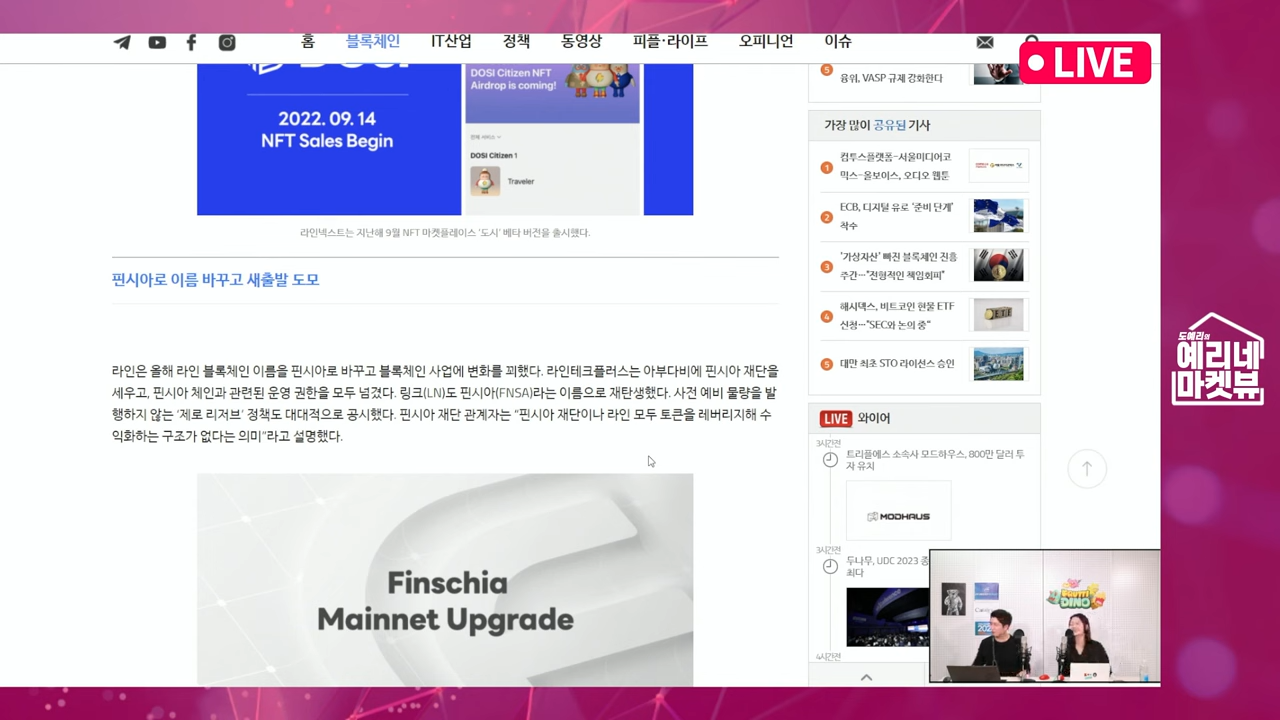 홈 블록체인 IT산업 정책 동영상 피플·라이프 오피니언 이슈
LIVE
DOSI
2022. 09. 14
NFT Sales Begin
DOSI Citizen NFT
Airdrop is coming!
DOSI Citizen 1
Traveler
라인넥스트는 지난해 9월 NFT 마켓플레이스 '도시' 베타 버전을 출시했다.
핀시아로 이름 바꾸고 새출발 도모
라인은 올해 라인 블록체인 이름을 핀시아로 바꾸고 블록체인 사업에 변화를 꾀했다. 라인테크플러스는 아부다비에 핀시아 재단을
세우고, 핀시아 체인과 관련된 운영 권한을 모두 넘겼다. 링크(LN)도 핀시아(FNSA)라는 이름으로 재탄생했다. 사전 예비 물량을 발
행하지 않는 '제로 리저브' 정책도 대대적으로 공시했다. 핀시아 재단 관계자는 "핀시아 재단이나 라인 모두 토큰을 레버리지해 수
익화하는 구조가 없다는 의미"라고 설명했다.
Finschia
Mainnet Upgrade
5 융위, VASP 규제 강화한다
가장 많이 공유된 기사
1 컴투스플랫폼-서울미디어코
믹스-올보이스, 오디오 웹툰
2 ECB, 디지털 유로 '준비 단계'
착수
3 '가상자산' 빠진 블록체인 진흥
주간…"전형적인 책임회피"
4 해시덱스, 비트코인 현물 ETF
신청…"SEC와 논의 중"
5 대만 최초 STO 라이선스 승인
LIVE 와이어
3시간전
트리플에스 소속사 모드하우스, 800만 달러 투
자 유치
MODHAUS
3시간전
두나무, UDC 2023 종
최다
4시간전
DINO
도예리의
예리네
마켓뷰